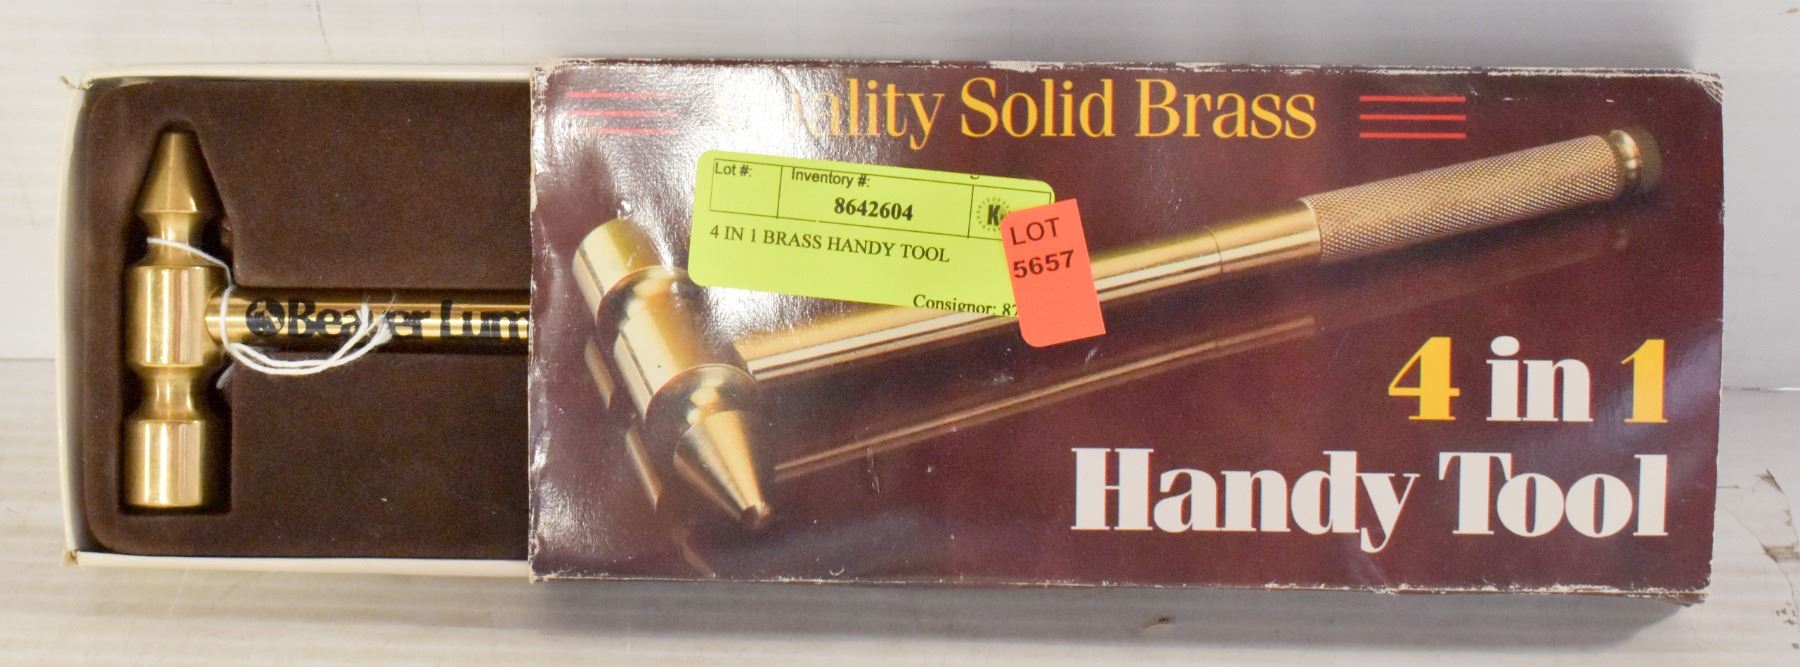 Quality Solid Brass
Lot #:
Inventory #:
8642604
4 IN 1 BRASS HANDY TOOL
Consignor: 87
LOT
5657
Beaver Lum
4 in 1
Handy Tool